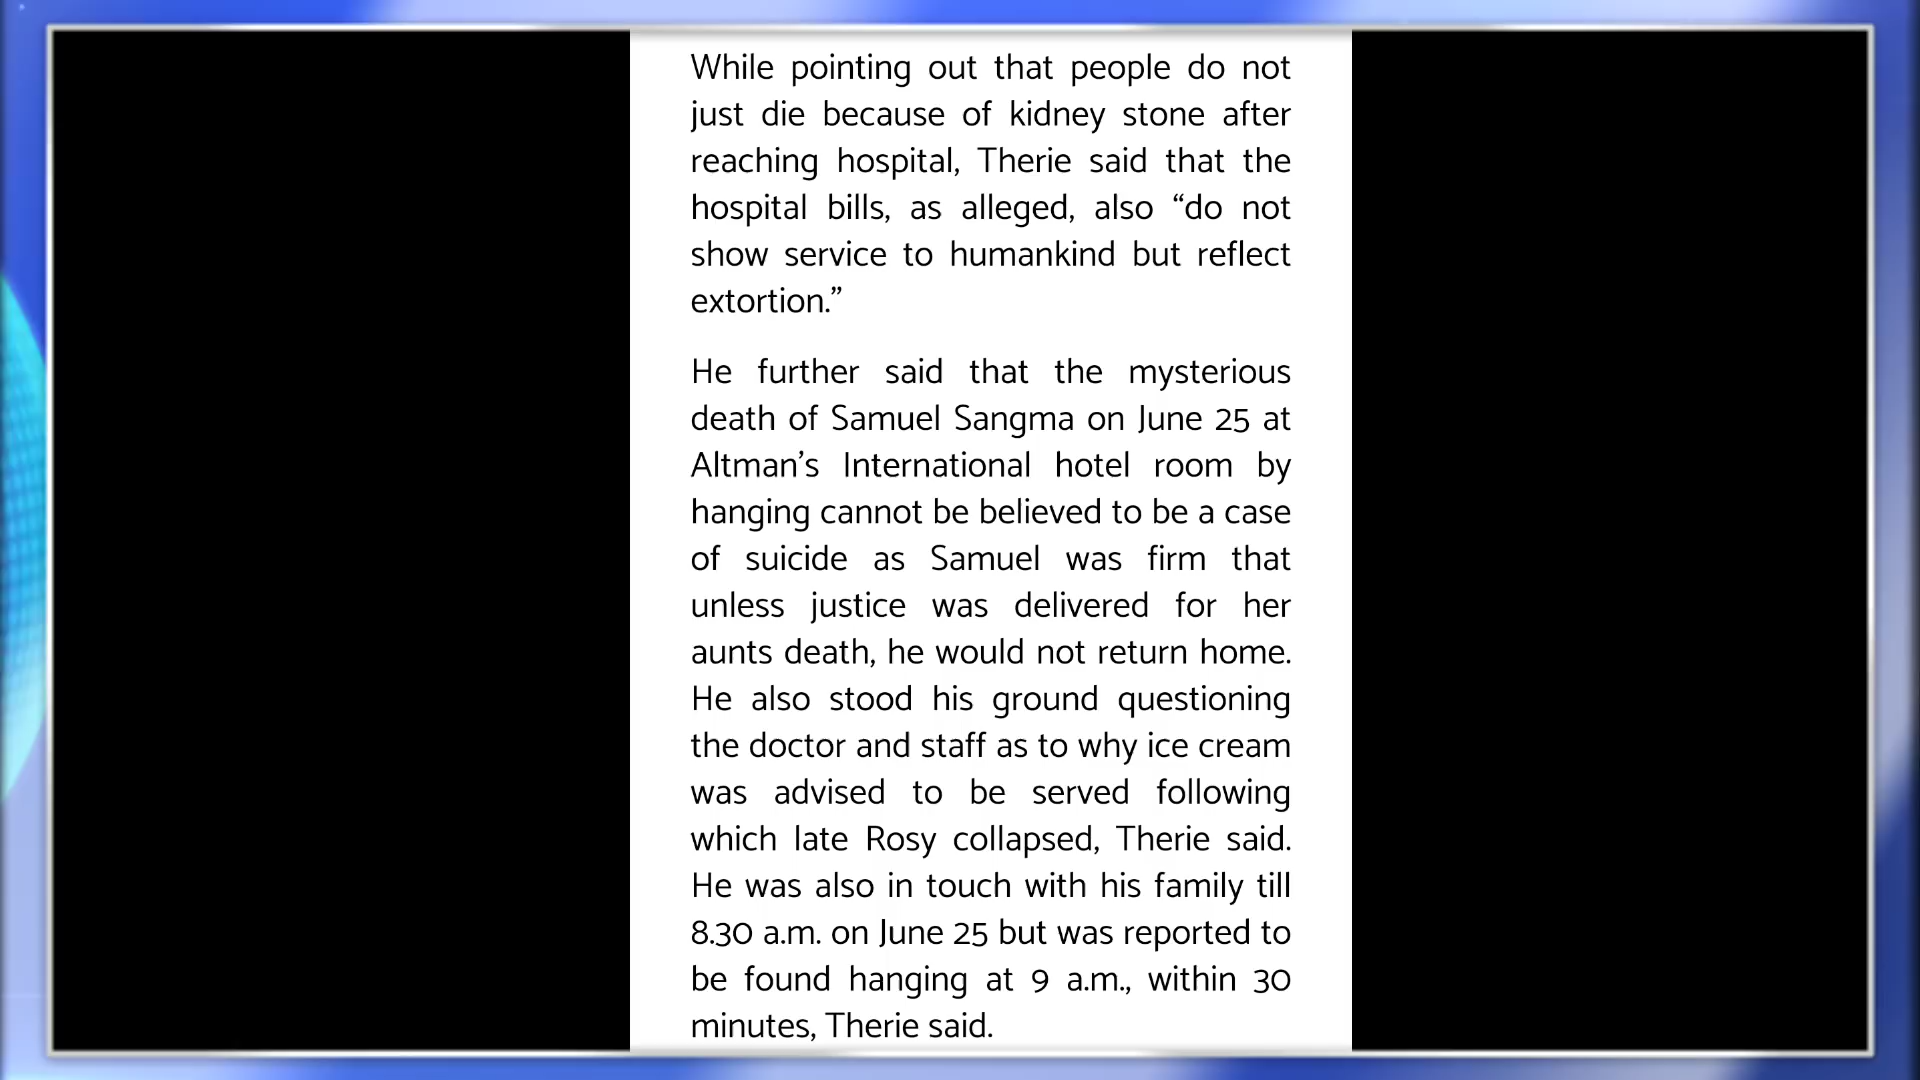 While pointing out that people do not
just die because of kidney stone after
reaching hospital, Therie said that the
hospital bills, as alleged, also “do not
show service to humankind but reflect
extortion.”
He further said that the mysterious
death of Samuel Sangma on June 25 at
Altman’s International hotel room by
hanging cannot be believed to be a case
of suicide as Samuel was firm that
unless justice was delivered for her
aunts death, he would not return home.
He also stood his ground questioning
the doctor and staff as to why ice cream
was advised to be served following
which late Rosy collapsed, Therie said.
He was also in touch with his family till
8.30 a.m. on June 25 but was reported to
be found hanging at 9 a.m., within 30
minutes, Therie said.